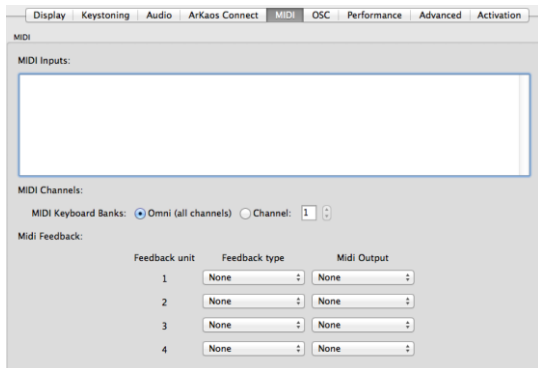 Display Keystoning Audio ArKaos Connect MIDI OSC Performance Advanced Activation
MIDI
MIDI Inputs:
MIDI Channels:
MIDI Keyboard Banks: Omni (all channels) Channel: 1
Midi Feedback:
Feedback unit Feedback type Midi Output
1 None None
2 None None
3 None None
4 None None